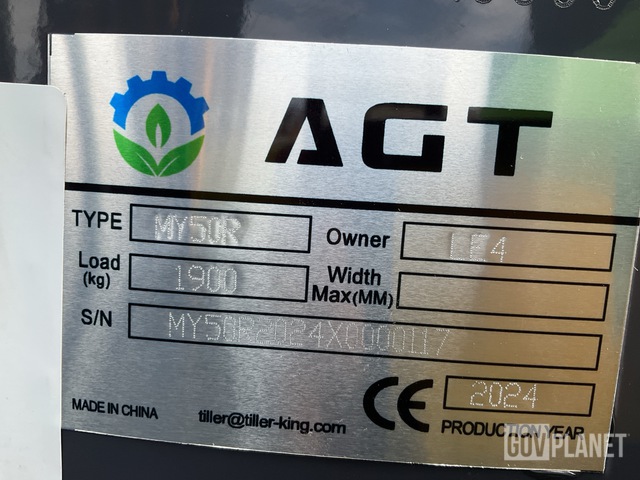 AGT
TYPE MY50R Owner LE4
Load (kg) 1900 Width Max(MM)
S/N MY50R2024X0000117
2024
MADE IN CHINA tiller@tiller-king.com CE PRODUCTION YEAR
GOVPLANET